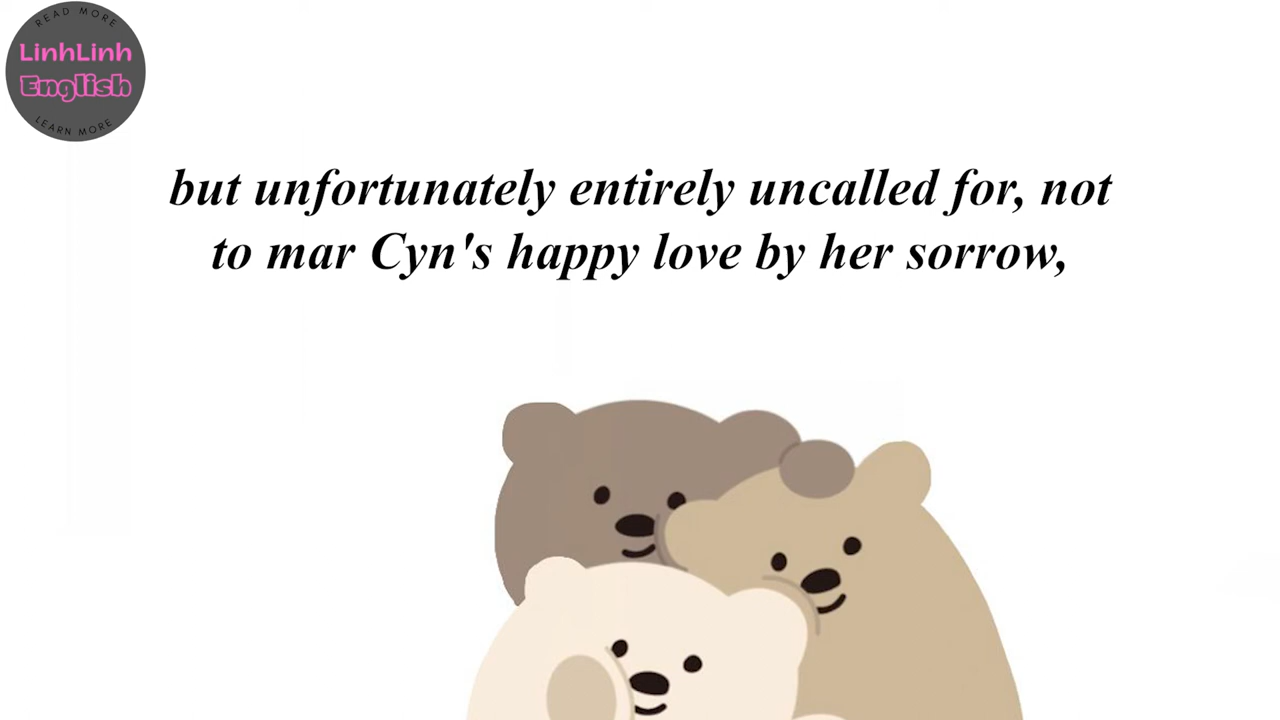 READ MORE
LinhLinh
English
LEARN MORE
but unfortunately entirely uncalled for, not
to mar Cyn's happy love by her sorrow,